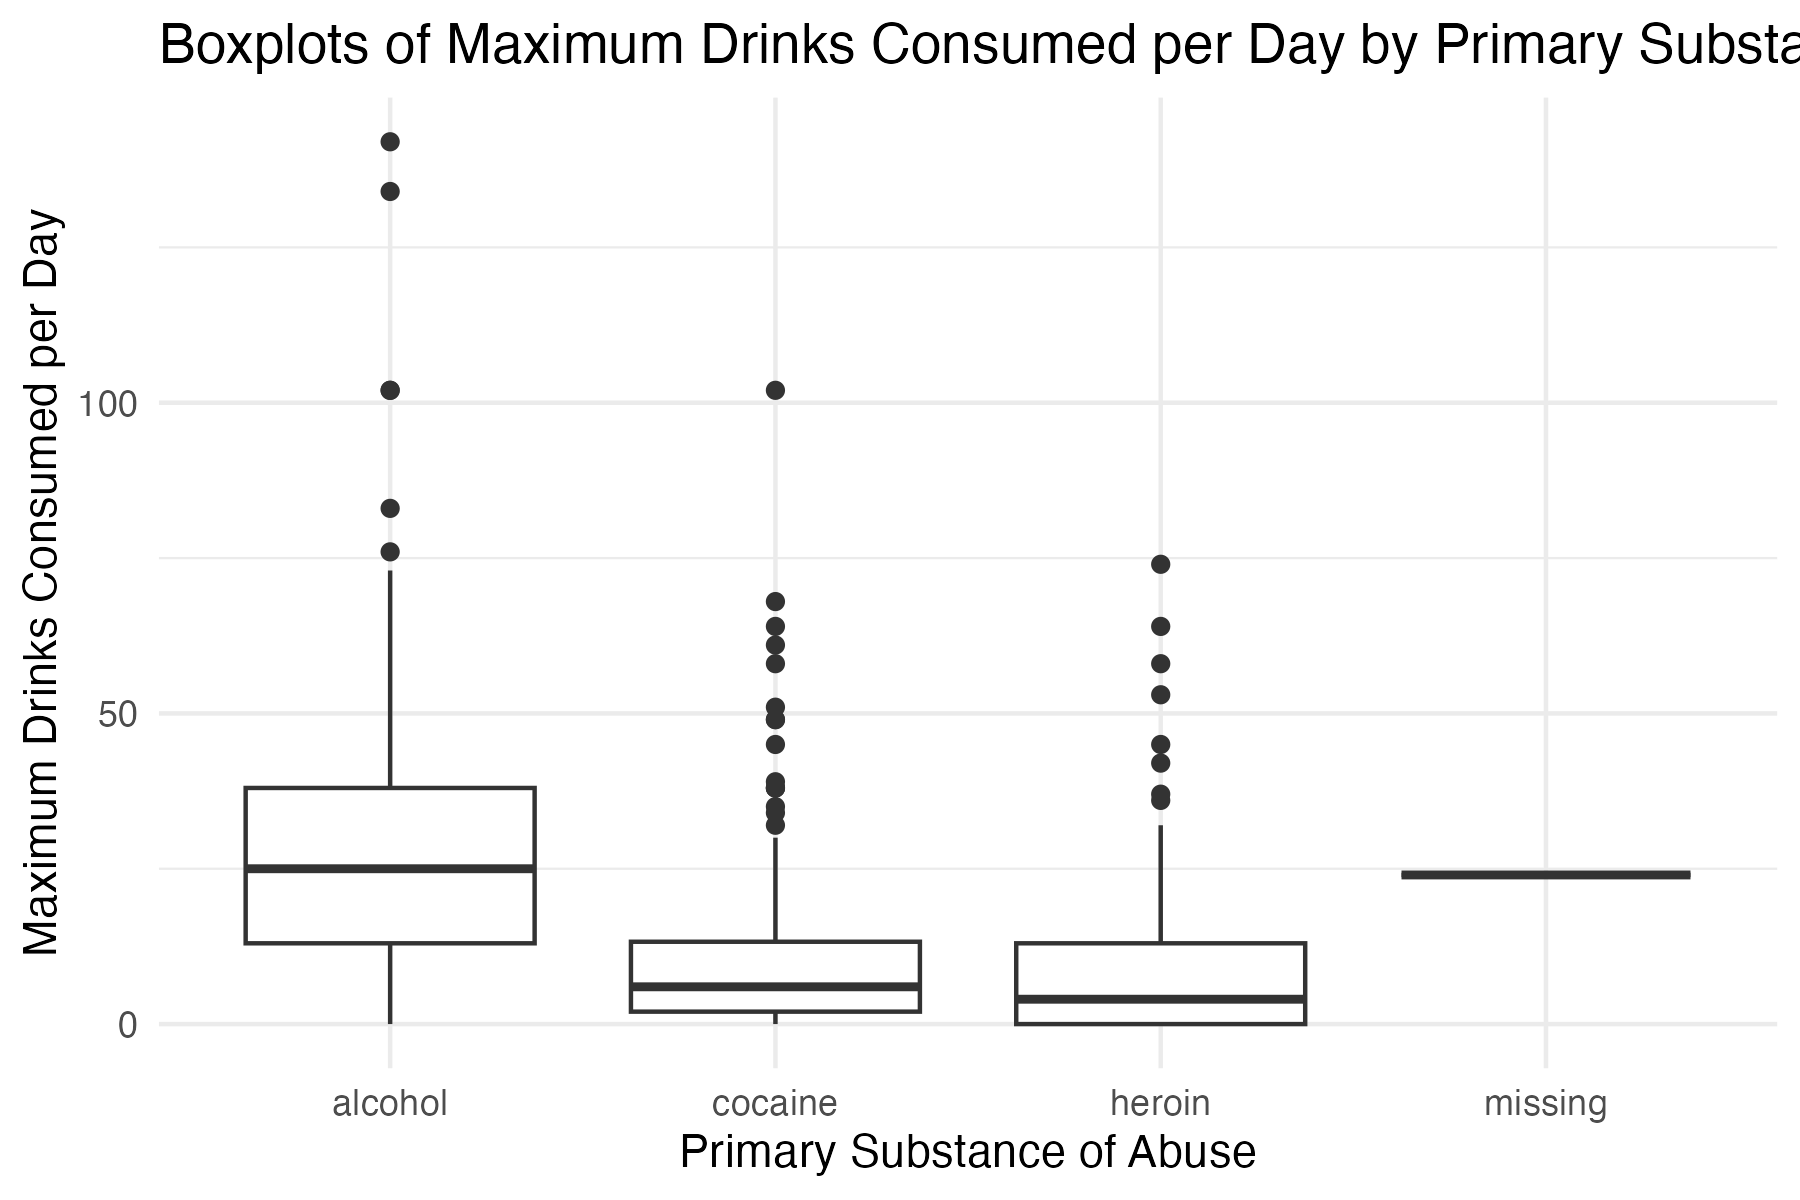 Boxplots of Maximum Drinks Consumed per Day by Primary Substa
Maximum Drinks Consumed per Day
100
50
0
alcohol cocaine heroin missing
Primary Substance of Abuse